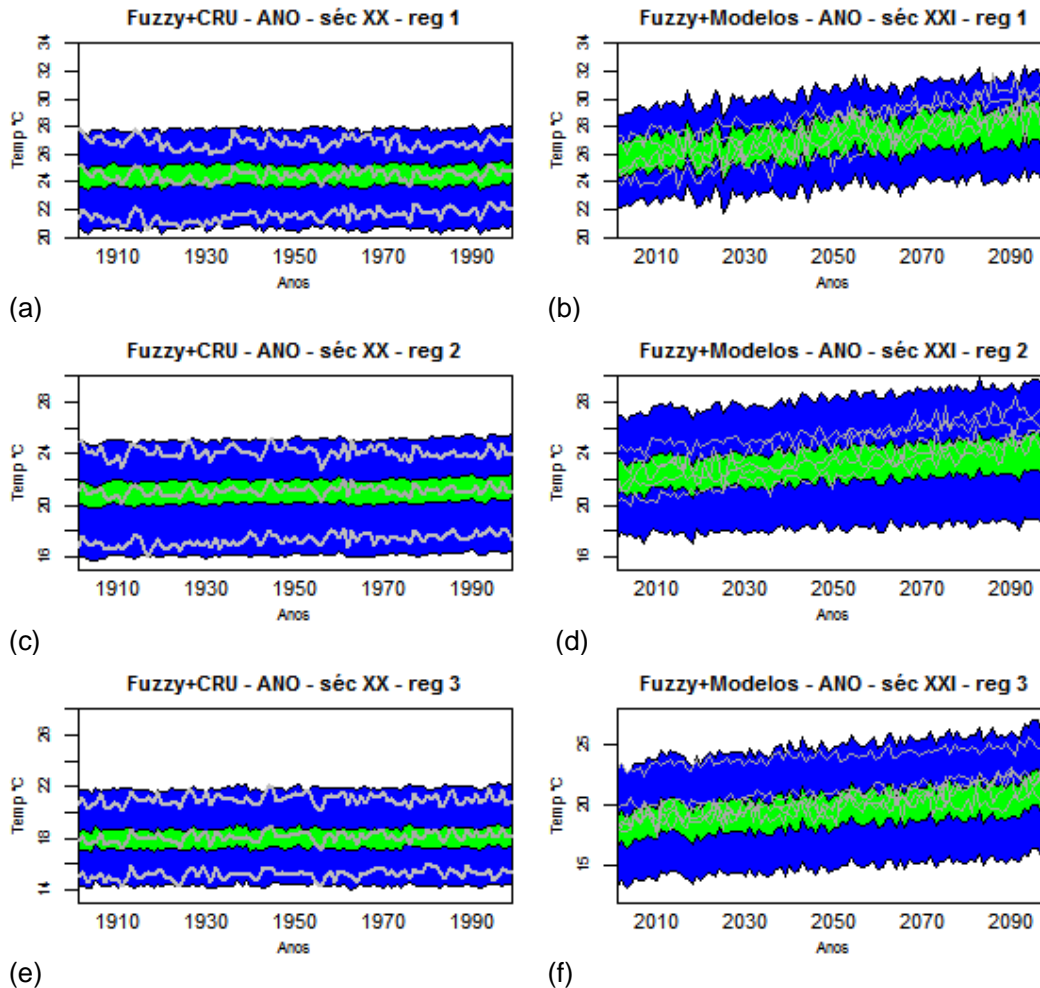 Fuzzy+CRU - ANO - séc XX - reg 1
Temp ºC
20 22 24 26 28 30 32 34
1910 1930 1950 1970 1990
Anos
(a)
Fuzzy+Modelos - ANO - séc XXI - reg 1
Temp ºC
20 22 24 26 28 30 32 34
2010 2030 2050 2070 2090
Anos
(b)
Fuzzy+CRU - ANO - séc XX - reg 2
Temp ºC
16 20 24 28
1910 1930 1950 1970 1990
Anos
(c)
Fuzzy+Modelos - ANO - séc XXI - reg 2
Temp ºC
16 20 24 28
2010 2030 2050 2070 2090
Anos
(d)
Fuzzy+CRU - ANO - séc XX - reg 3
Temp ºC
14 18 22 26
1910 1930 1950 1970 1990
Anos
(e)
Fuzzy+Modelos - ANO - séc XXI - reg 3
Temp ºC
15 20 25
2010 2030 2050 2070 2090
Anos
(f)